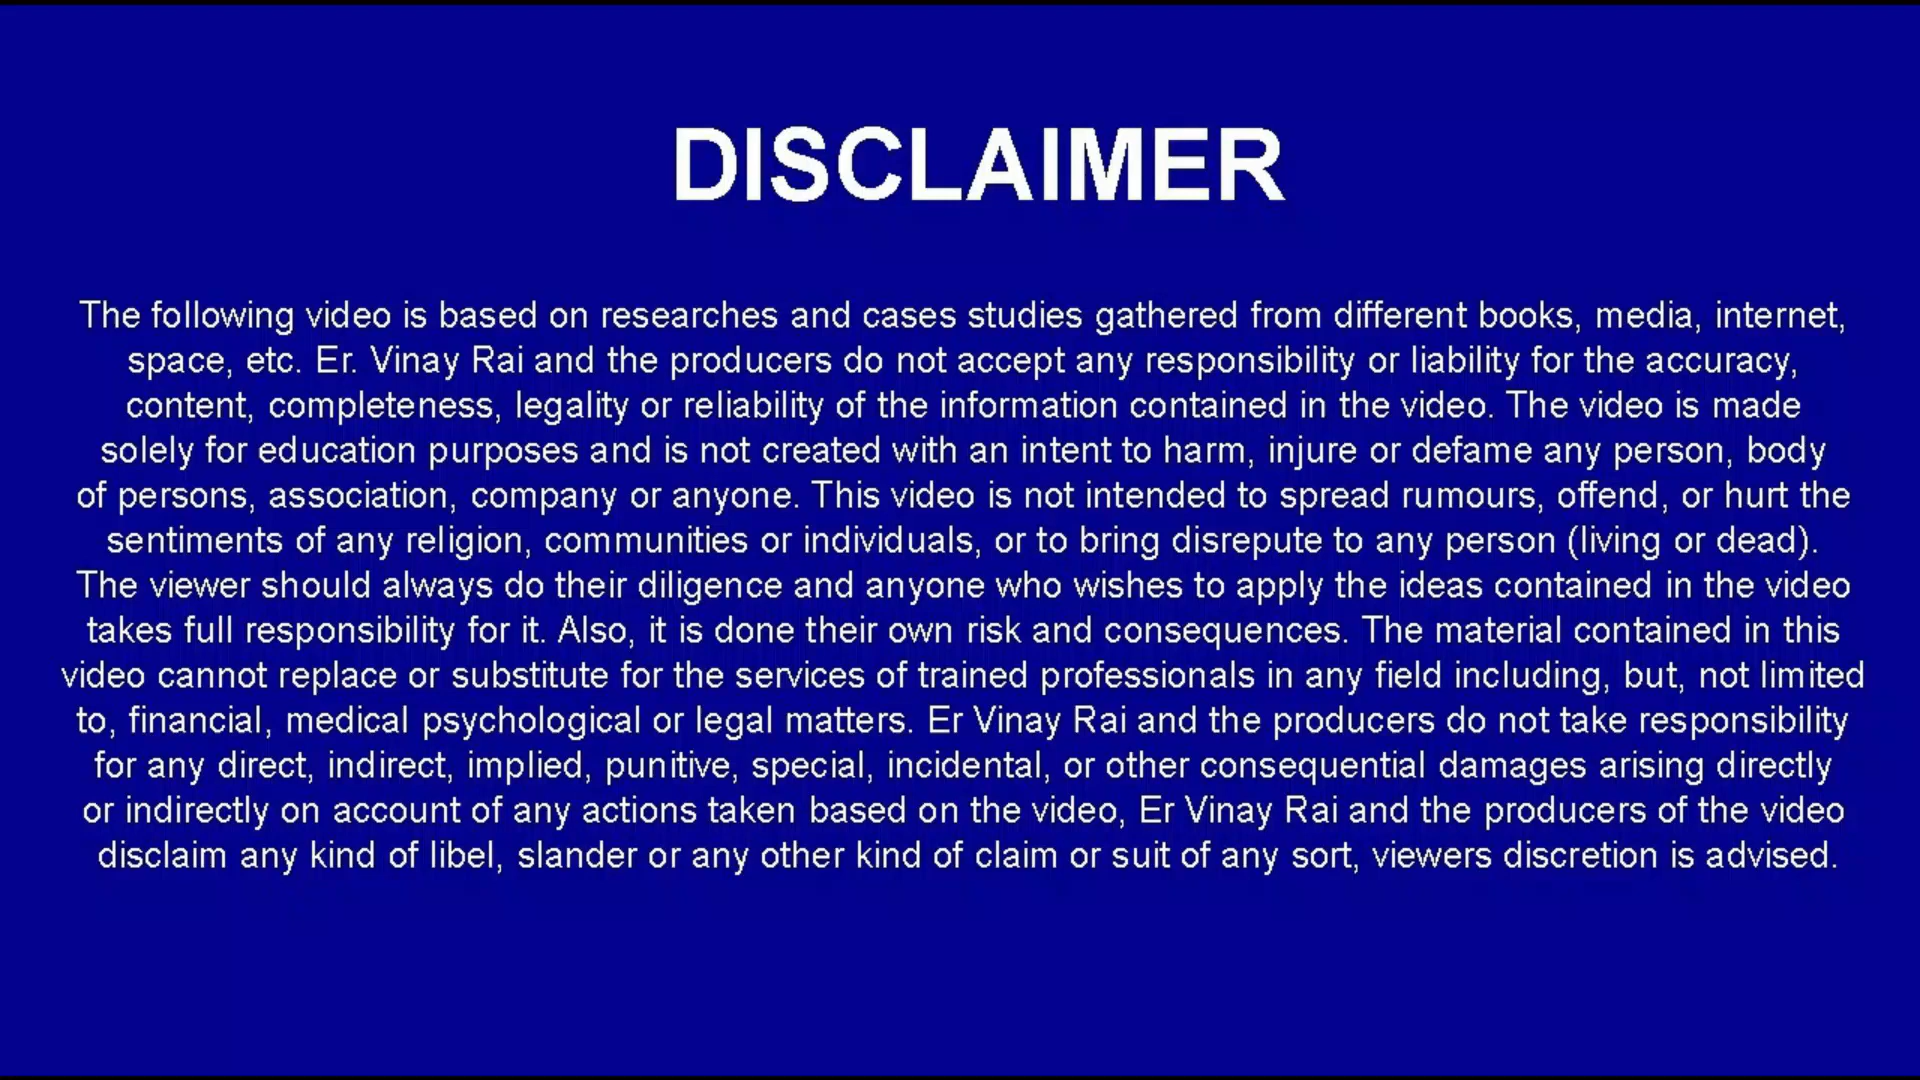 DISCLAIMER
The following video is based on researches and cases studies gathered from different books, media, internet,
space, etc. Er. Vinay Rai and the producers do not accept any responsibility or liability for the accuracy,
content, completeness, legality or reliability of the information contained in the video. The video is made
solely for education purposes and is not created with an intent to harm, injure or defame any person, body
of persons, association, company or anyone. This video is not intended to spread rumours, offend, or hurt the
sentiments of any religion, communities or individuals, or to bring disrepute to any person (living or dead).
The viewer should always do their diligence and anyone who wishes to apply the ideas contained in the video
takes full responsibility for it. Also, it is done their own risk and consequences. The material contained in this
video cannot replace or substitute for the services of trained professionals in any field including, but, not limited
to, financial, medical psychological or legal matters. Er Vinay Rai and the producers do not take responsibility
for any direct, indirect, implied, punitive, special, incidental, or other consequential damages arising directly
or indirectly on account of any actions taken based on the video, Er Vinay Rai and the producers of the video
disclaim any kind of libel, slander or any other kind of claim or suit of any sort, viewers discretion is advised.